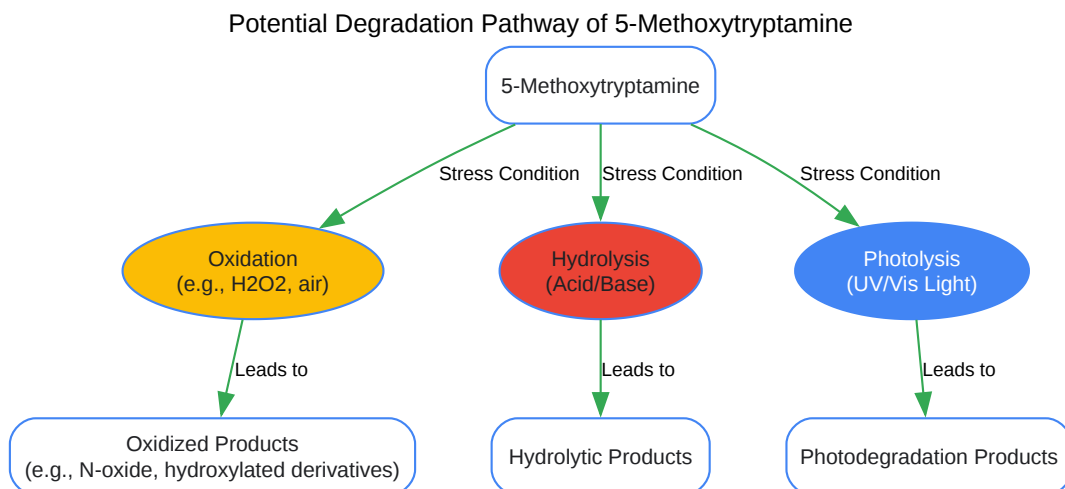 Potential Degradation Pathway of 5-Methoxytryptamine
5-Methoxytryptamine
Stress Condition
Stress Condition
Stress Condition
Oxidation
(e.g., H2O2, air)
Hydrolysis
(Acid/Base)
Photolysis
(UV/Vis Light)
Leads to
Leads to
Leads to
Oxidized Products
(e.g., N-oxide, hydroxylated derivatives)
Hydrolytic Products
Photodegradation Products